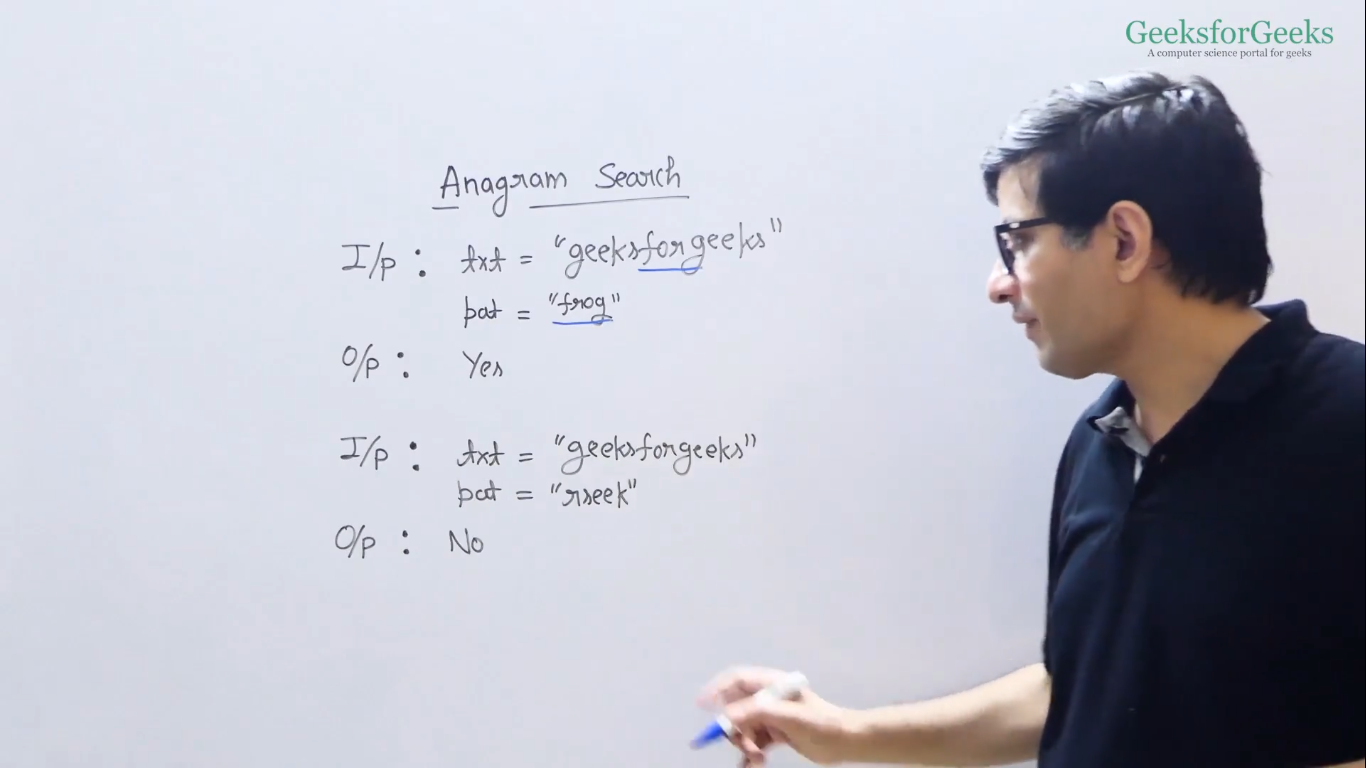 GeeksforGeeks
A computer science portal for geeks
Anagram Search
I/p : txt = "geeksforgeeks"
pat = "frog"
O/p : Yes
I/p : txt = "geeksforgeeks"
pat = "rseek"
O/p : No